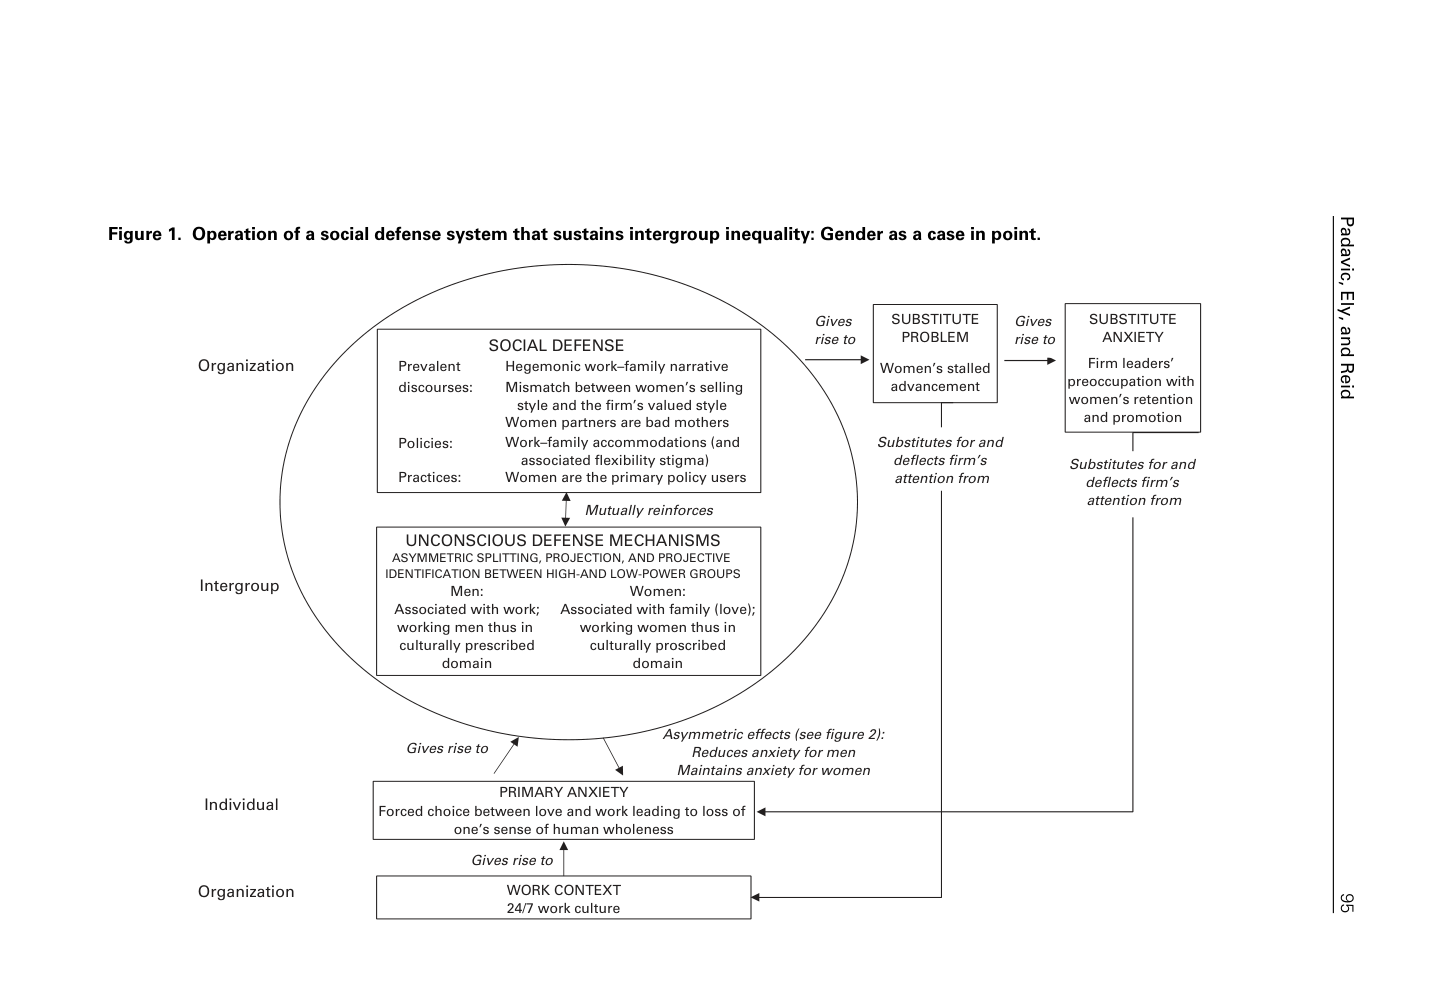 Figure 1. Operation of a social defense system that sustains intergroup inequality: Gender as a case in point.
Organization
SOCIAL DEFENSE
Prevalent Hegemonic work–family narrative
discourses: Mismatch between women's selling
style and the firm's valued style
Women partners are bad mothers
Policies: Work–family accommodations (and
associated flexibility stigma)
Practices: Women are the primary policy users
Gives
rise to
SUBSTITUTE
PROBLEM
Women's stalled
advancement
Gives
rise to
SUBSTITUTE
ANXIETY
Firm leaders'
preoccupation with
women's retention
and promotion
Substitutes for and
deflects firm's
attention from
Substitutes for and
deflects firm's
attention from
Mutually reinforces
Intergroup
UNCONSCIOUS DEFENSE MECHANISMS
ASYMMETRIC SPLITTING, PROJECTION, AND PROJECTIVE
IDENTIFICATION BETWEEN HIGH-AND LOW-POWER GROUPS
Men:
Associated with work;
working men thus in
culturally prescribed
domain
Women:
Associated with family (love);
working women thus in
culturally proscribed
domain
Gives rise to
Asymmetric effects (see figure 2):
Reduces anxiety for men
Maintains anxiety for women
Individual
PRIMARY ANXIETY
Forced choice between love and work leading to loss of
one's sense of human wholeness
Gives rise to
Organization
WORK CONTEXT
24/7 work culture
Padavic, Ely, and Reid
95